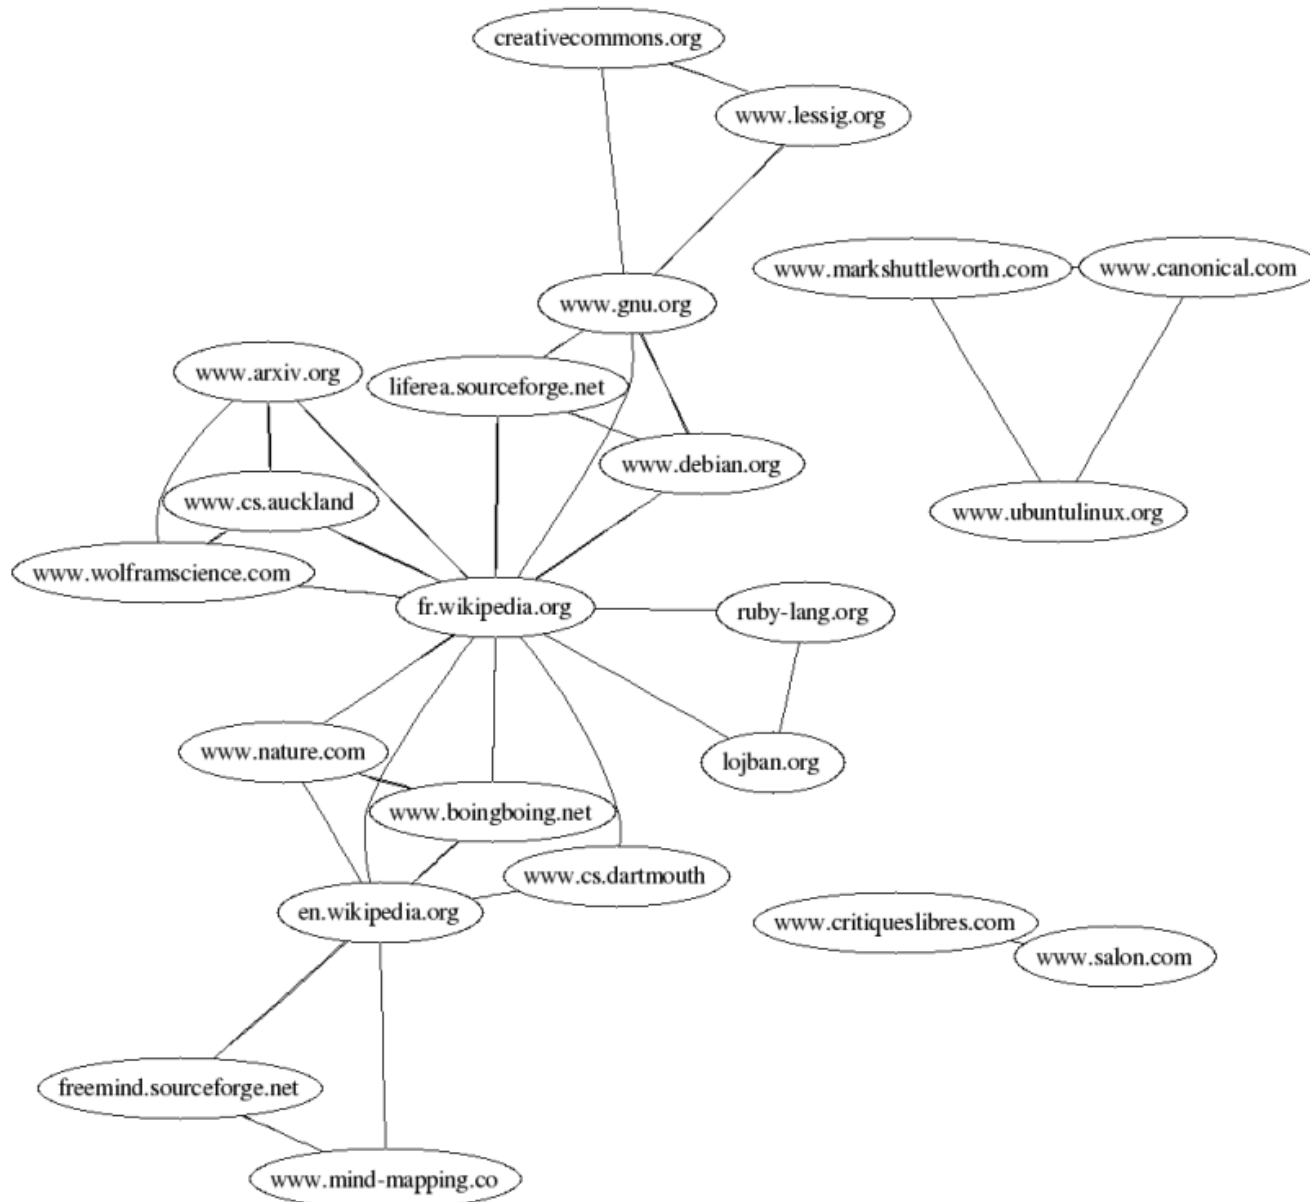 creativecommons.org
www.lessig.org
www.markshuttleworth.com
www.canonical.com
www.gnu.org
www.arxiv.org
liferea.sourceforge.net
www.debian.org
www.cs.auckland
www.ubuntulinux.org
www.wolframscience.com
fr.wikipedia.org
ruby-lang.org
www.nature.com
lojban.org
www.boingboing.net
www.cs.dartmouth
en.wikipedia.org
www.critiqueslibres.com
www.salon.com
freemind.sourceforge.net
www.mind-mapping.co